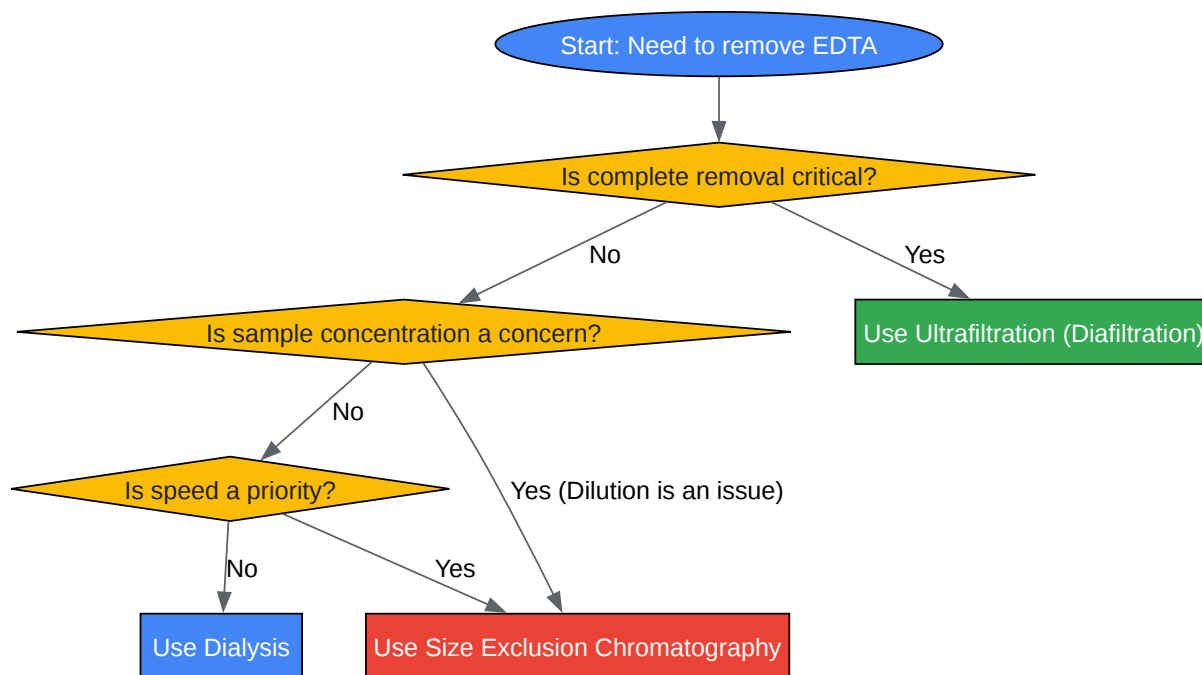 Start: Need to remove EDTA
Is complete removal critical?
No
Yes
Is sample concentration a concern?
Use Ultrafiltration (Diafiltration)
No
Is speed a priority?
Yes (Dilution is an issue)
No
Yes
Use Dialysis
Use Size Exclusion Chromatography